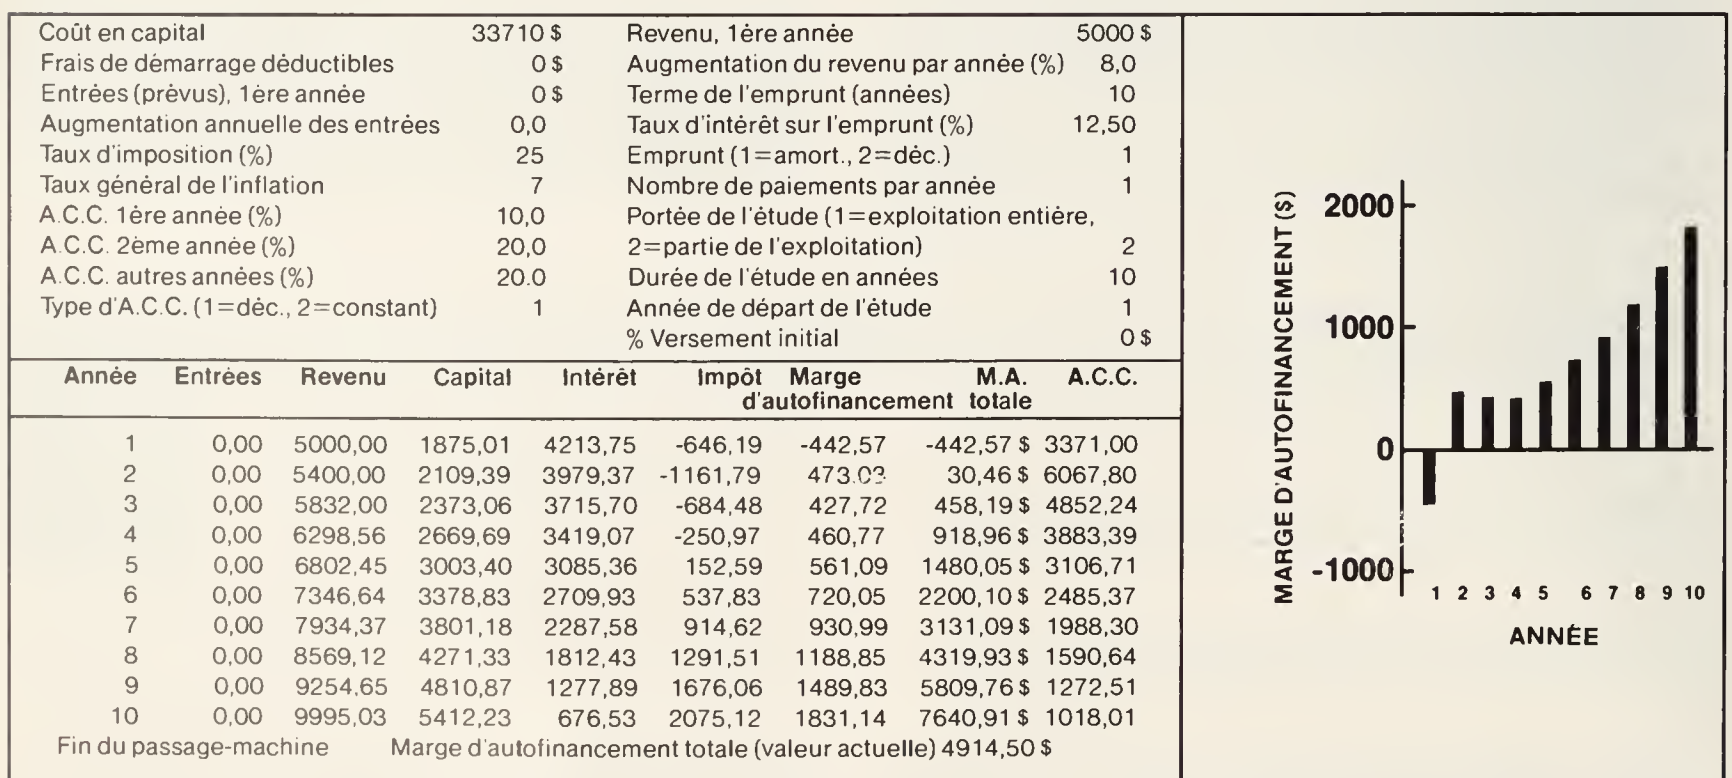 Coût en capital 33710 $ Revenu, 1ère année 5000 $
Frais de démarrage déductibles 0 $ Augmentation du revenu par année (%) 8,0
Entrées (prévus), 1ère année 0 $ Terme de l'emprunt (années) 10
Augmentation annuelle des entrées 0,0 Taux d'intérêt sur l'emprunt (%) 12,50
Taux d'imposition (%) 25 Emprunt (1=amort., 2=déc.) 1
Taux général de l'inflation 7 Nombre de paiements par année 1
A.C.C. 1ère année (%) 10,0 Portée de l'étude (1=exploitation entière,
A.C.C. 2ème année (%) 20,0 2=partie de l'exploitation) 2
A.C.C. autres années (%) 20.0 Durée de l'étude en années 10
Type d'A.C.C. (1=déc., 2=constant) 1 Année de départ de l'étude 1
% Versement initial 0 $
Année Entrées Revenu Capital Intérêt Impôt Marge M.A. A.C.C.
d'autofinancement totale
1 0,00 5000,00 1875,01 4213,75 -646,19 -442,57 -442,57 $ 3371,00
2 0,00 5400,00 2109,39 3979,37 -1161,79 30,46 $ 6067,80
3 0,00 5832,00 2373,06 3715,70 -684,48 427,72 458,19 $ 4852,24
4 0,00 6298,56 2669,69 3419,07 -250,97 460,77 918,96 $ 3883,39
5 0,00 6802,45 3003,40 3085,36 152,59 561,09 1480,05 $ 3106,71
6 0,00 7346,64 3378,83 2709,93 537,83 720,05 2200,10 $ 2485,37
7 0,00 7934,37 3801,18 2287,58 914,62 930,99 3131,09 $ 1988,30
8 0,00 8569,12 4271,33 1812,43 1291,51 1188,85 4319,93 $ 1590,64
9 0,00 9254,65 4810,87 1277,89 1676,06 1489,83 5809,76 $ 1272,51
10 0,00 9995,03 5412,23 676,53 2075,12 1831,14 7640,91 $ 1018,01
Fin du passage-machine Marge d'autofinancement totale (valeur actuelle) 4914,50 $
MARGE D'AUTOFINANCEMENT ($)
2000
1000
0
-1000
1 2 3 4 5 6 7 8 9 10
ANNÉE